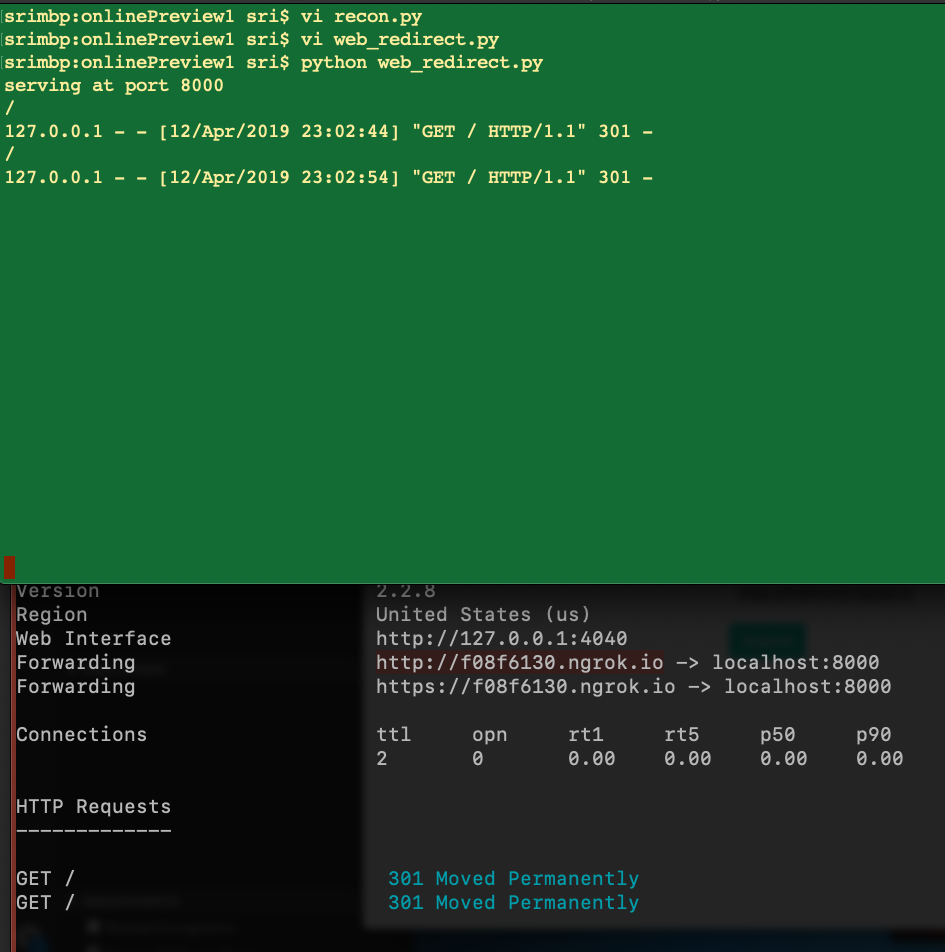 srimbp:onlinePreview1 sri$ vi recon.py
srimbp:onlinePreview1 sri$ vi web_redirect.py
srimbp:onlinePreview1 sri$ python web_redirect.py
serving at port 8000
/
127.0.0.1 - - [12/Apr/2019 23:02:44] "GET / HTTP/1.1" 301 -
/
127.0.0.1 - - [12/Apr/2019 23:02:54] "GET / HTTP/1.1" 301 -
Version 2.2.8
Region United States (us)
Web Interface http://127.0.0.1:4040
Forwarding http://f08f6130.ngrok.io -> localhost:8000
Forwarding https://f08f6130.ngrok.io -> localhost:8000
Connections ttl opn rt1 rt5 p50 p90
2 0 0.00 0.00 0.00 0.00
HTTP Requests
-------------
GET / 301 Moved Permanently
GET / 301 Moved Permanently